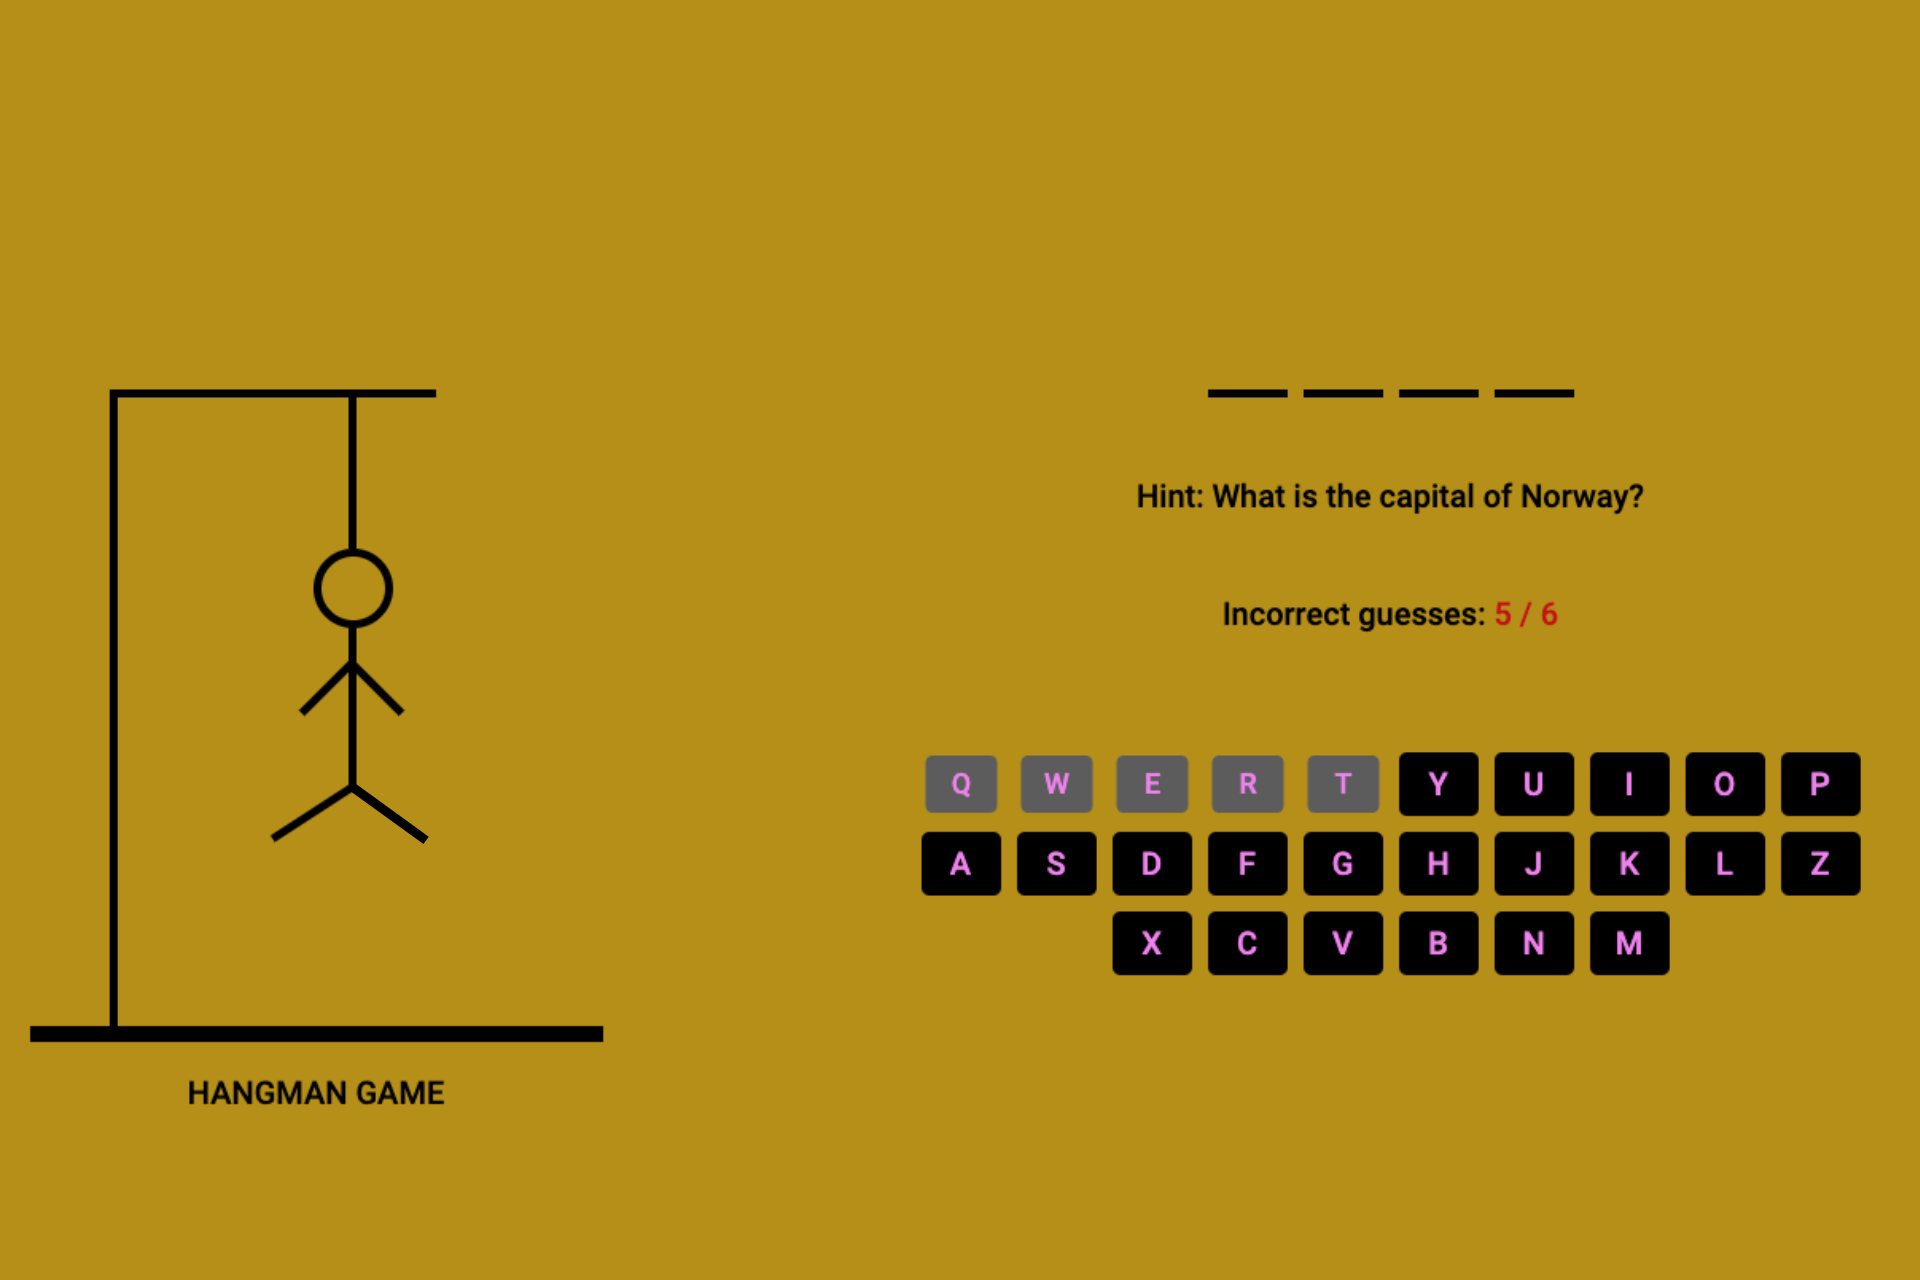 Hint: What is the capital of Norway?
Incorrect guesses: 5 / 6
Q W E R T Y U I O P
A S D F G H J K L Z
X C V B N M
HANGMAN GAME